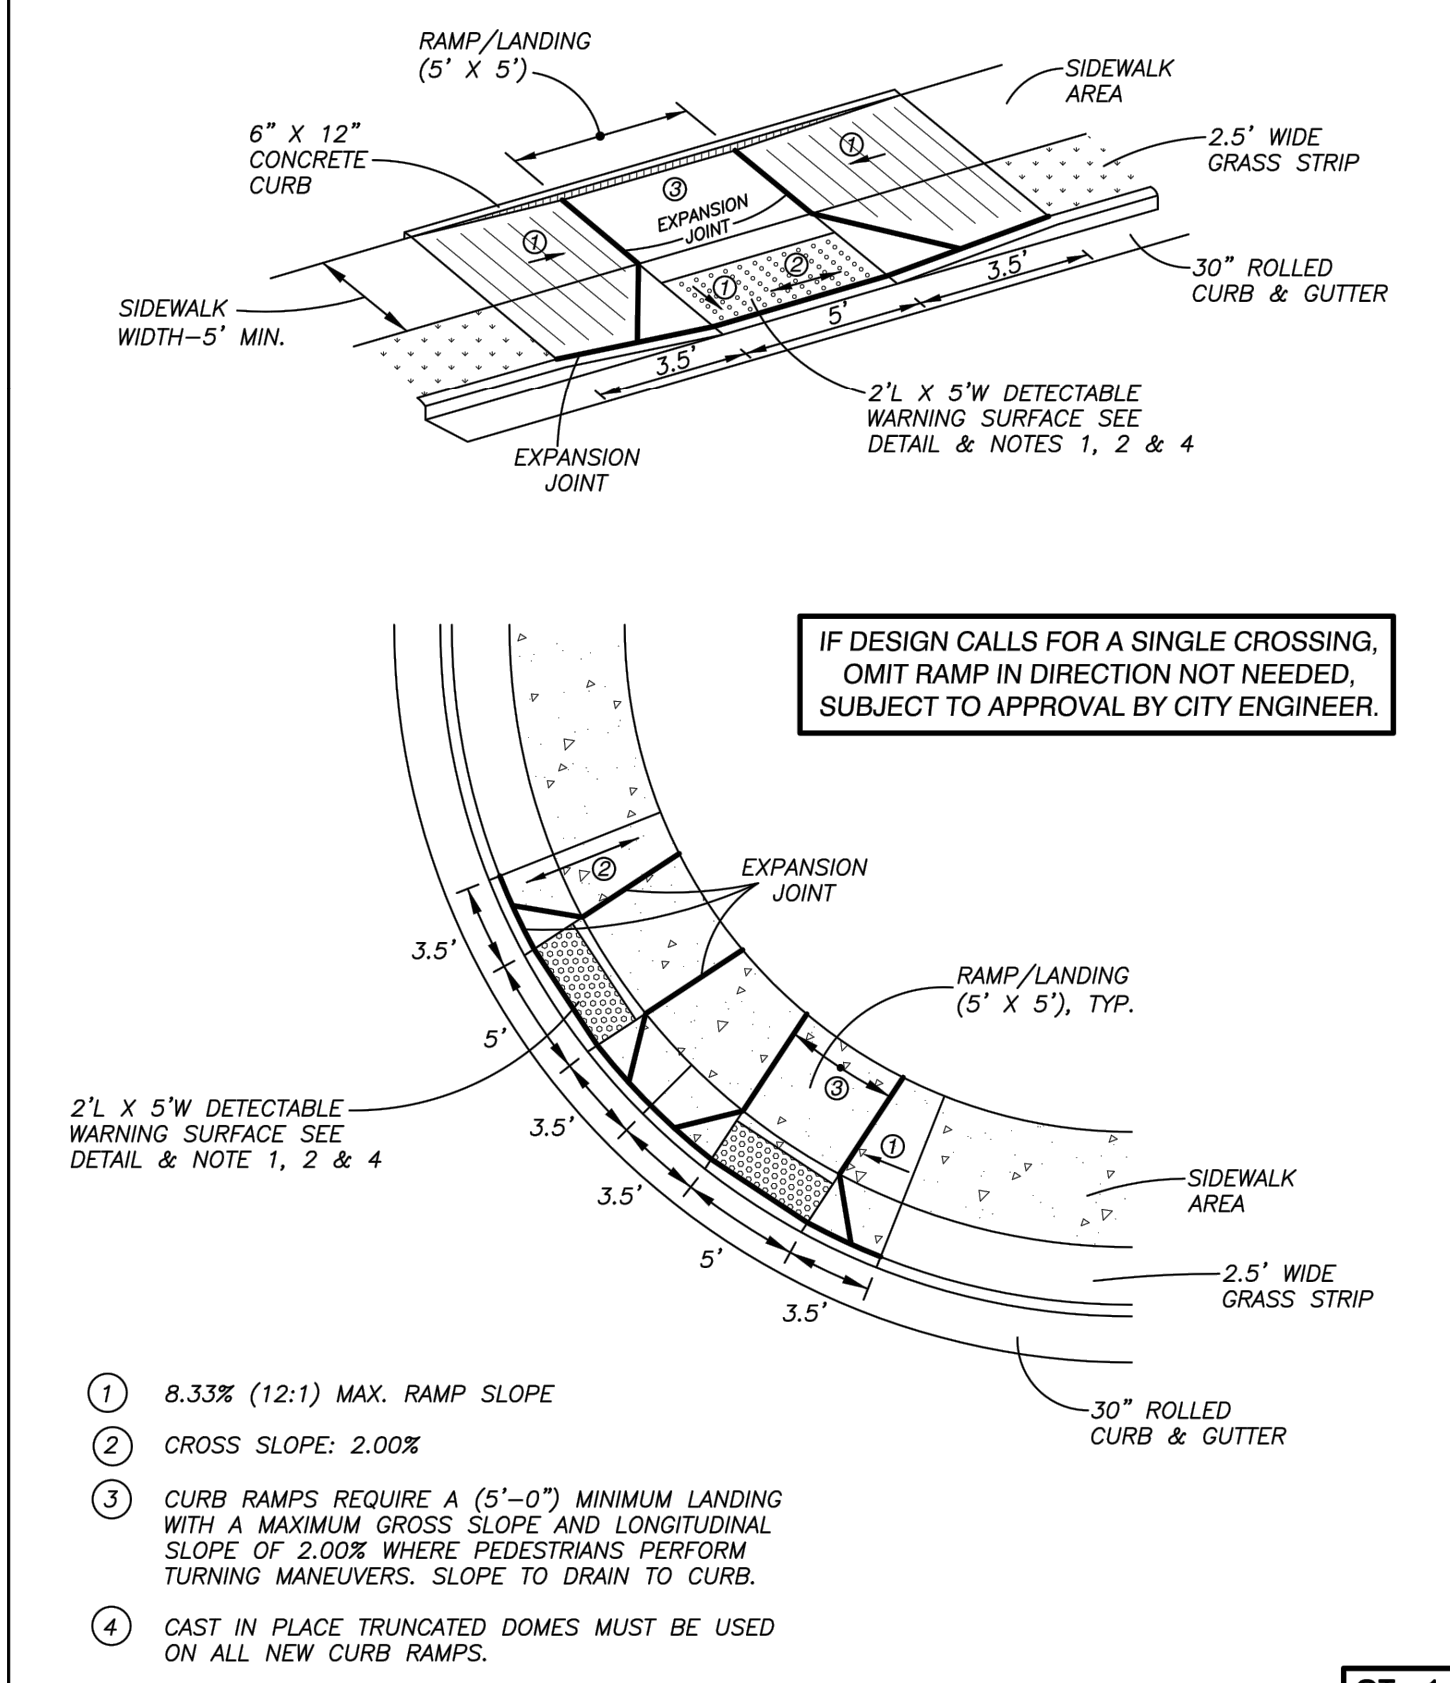 RAMP/LANDING
(5' X 5')
SIDEWALK
AREA
6" X 12"
CONCRETE
CURB
2.5' WIDE
GRASS STRIP
1
3
EXPANSION
JOINT
1
2
1
3.5'
5'
3.5'
30" ROLLED
CURB & GUTTER
SIDEWALK
WIDTH-5' MIN.
2'L X 5'W DETECTABLE
WARNING SURFACE SEE
DETAIL & NOTES 1, 2 & 4
EXPANSION
JOINT
IF DESIGN CALLS FOR A SINGLE CROSSING,
OMIT RAMP IN DIRECTION NOT NEEDED,
SUBJECT TO APPROVAL BY CITY ENGINEER.
2
EXPANSION
JOINT
3.5'
RAMP/LANDING
(5' X 5'), TYP.
5'
3
2'L X 5'W DETECTABLE
WARNING SURFACE SEE
DETAIL & NOTE 1, 2 & 4
3.5'
1
3.5'
SIDEWALK
AREA
5'
2.5' WIDE
GRASS STRIP
3.5'
30" ROLLED
CURB & GUTTER
1 8.33% (12:1) MAX. RAMP SLOPE
2 CROSS SLOPE: 2.00%
3 CURB RAMPS REQUIRE A (5'-0") MINIMUM LANDING
WITH A MAXIMUM GROSS SLOPE AND LONGITUDINAL
SLOPE OF 2.00% WHERE PEDESTRIANS PERFORM
TURNING MANEUVERS. SLOPE TO DRAIN TO CURB.
4 CAST IN PLACE TRUNCATED DOMES MUST BE USED
ON ALL NEW CURB RAMPS.